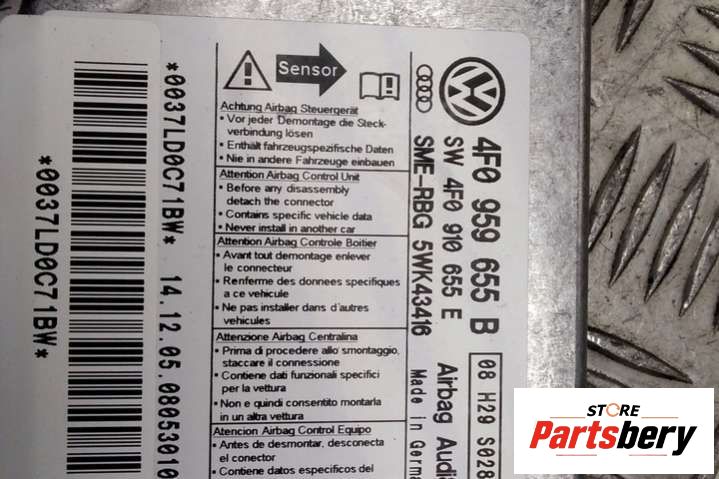 Sensor
Achtung Airbag Steuergerät
• Vor jeder Demontage die Steck-
verbindung lösen
• Enthält fahrzeugspezifische Daten
• Nie in andere Fahrzeuge einbauen
Attention Airbag Control Unit
• Before any disassembly
detach the connector
• Contains specific vehicle data
• Never install in another car
Attention Airbag Controle Boitier
• Avant tout demontage enlever
le connecteur
• Renferme des donnees specifiques
a ce vehicule
• Ne pas installer dans d'autres
vehicules
Attenzione Airbag Centralina
• Prima di procedere allo smontaggio,
staccare il connessione
• Contiene dati funzionali specifici
per la vettura
• Non e quindi consentito montarla
in un altra vettura
Atencion Airbag Control Equipo
• Antes de desmontar, desconecta
el conector
• Contiene datos especificos del
4F0 959 655 B
SW 4F0 910 655 E
SME-RBG 5WK43416
08 H29 S028
Airbag Audi
Made in Germa
*0037LD0C71BW* 14.12.05.08053010
*0037LD0C71BW*
STORE
Partsbery